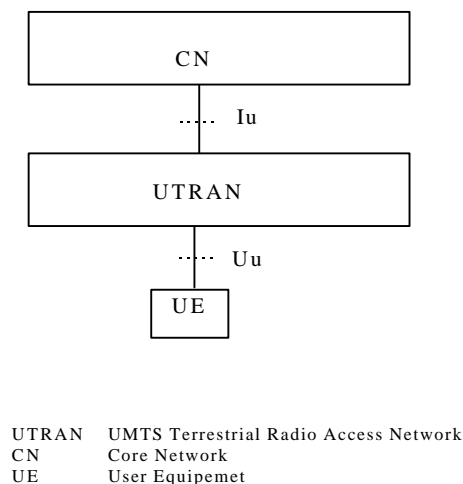 CN
Iu
UTRAN
Uu
UE
UTRAN UMTS Terrestrial Radio Access Network
CN Core Network
UE User Equipemet